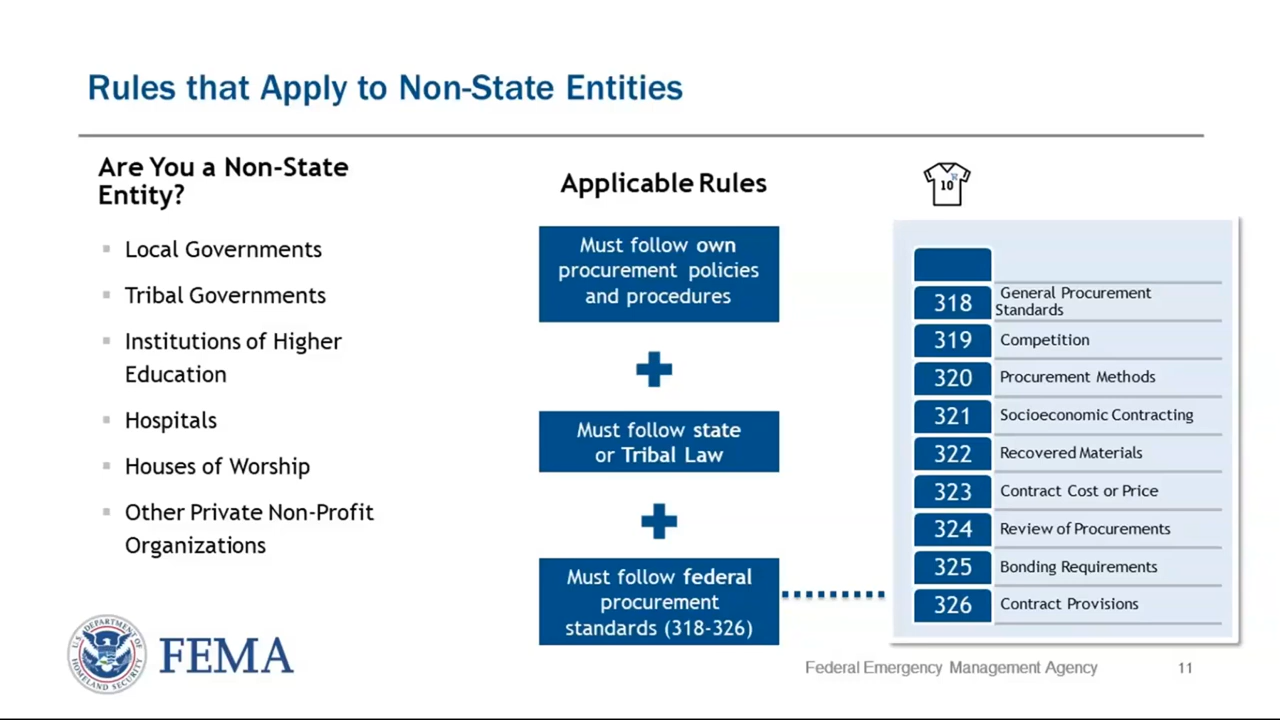 Rules that Apply to Non-State Entities
Are You a Non-State
Entity?
Local Governments
Tribal Governments
Institutions of Higher
Education
Hospitals
Houses of Worship
Other Private Non-Profit
Organizations
Applicable Rules
Must follow own
procurement policies
and procedures
Must follow state
or Tribal Law
Must follow federal
procurement
standards (318-326)
10
318 General Procurement
Standards
319 Competition
320 Procurement Methods
321 Socioeconomic Contracting
322 Recovered Materials
323 Contract Cost or Price
324 Review of Procurements
325 Bonding Requirements
326 Contract Provisions
U.S. DEPARTMENT OF
HOMELAND SECURITY
FEMA
Federal Emergency Management Agency 11